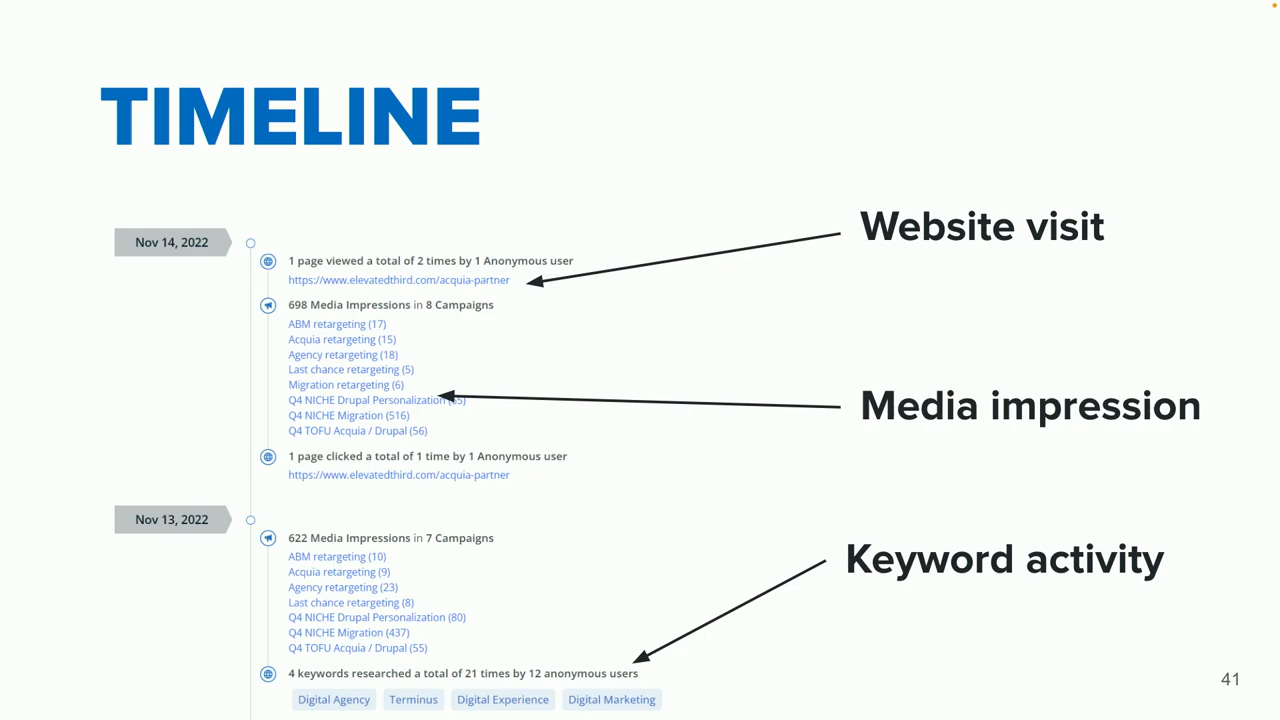 TIMELINE
Website visit
Nov 14, 2022
1 page viewed a total of 2 times by 1 Anonymous user
https://www.elevatedthird.com/acquia-partner
698 Media Impressions in 8 Campaigns
ABM retargeting (17)
Acquia retargeting (15)
Agency retargeting (18)
Last chance retargeting (5)
Migration retargeting (6)
Q4 NICHE Drupal Personalization
Q4 NICHE Migration (516)
Q4 TOFU Acquia / Drupal (56)
Media impression
1 page clicked a total of 1 time by 1 Anonymous user
https://www.elevatedthird.com/acquia-partner
Nov 13, 2022
622 Media Impressions in 7 Campaigns
ABM retargeting (10)
Acquia retargeting (9)
Agency retargeting (23)
Last chance retargeting (8)
Q4 NICHE Drupal Personalization (80)
Q4 NICHE Migration (437)
Q4 TOFU Acquia / Drupal (55)
Keyword activity
4 keywords researched a total of 21 times by 12 anonymous users
Digital Agency Terminus Digital Experience Digital Marketing
41